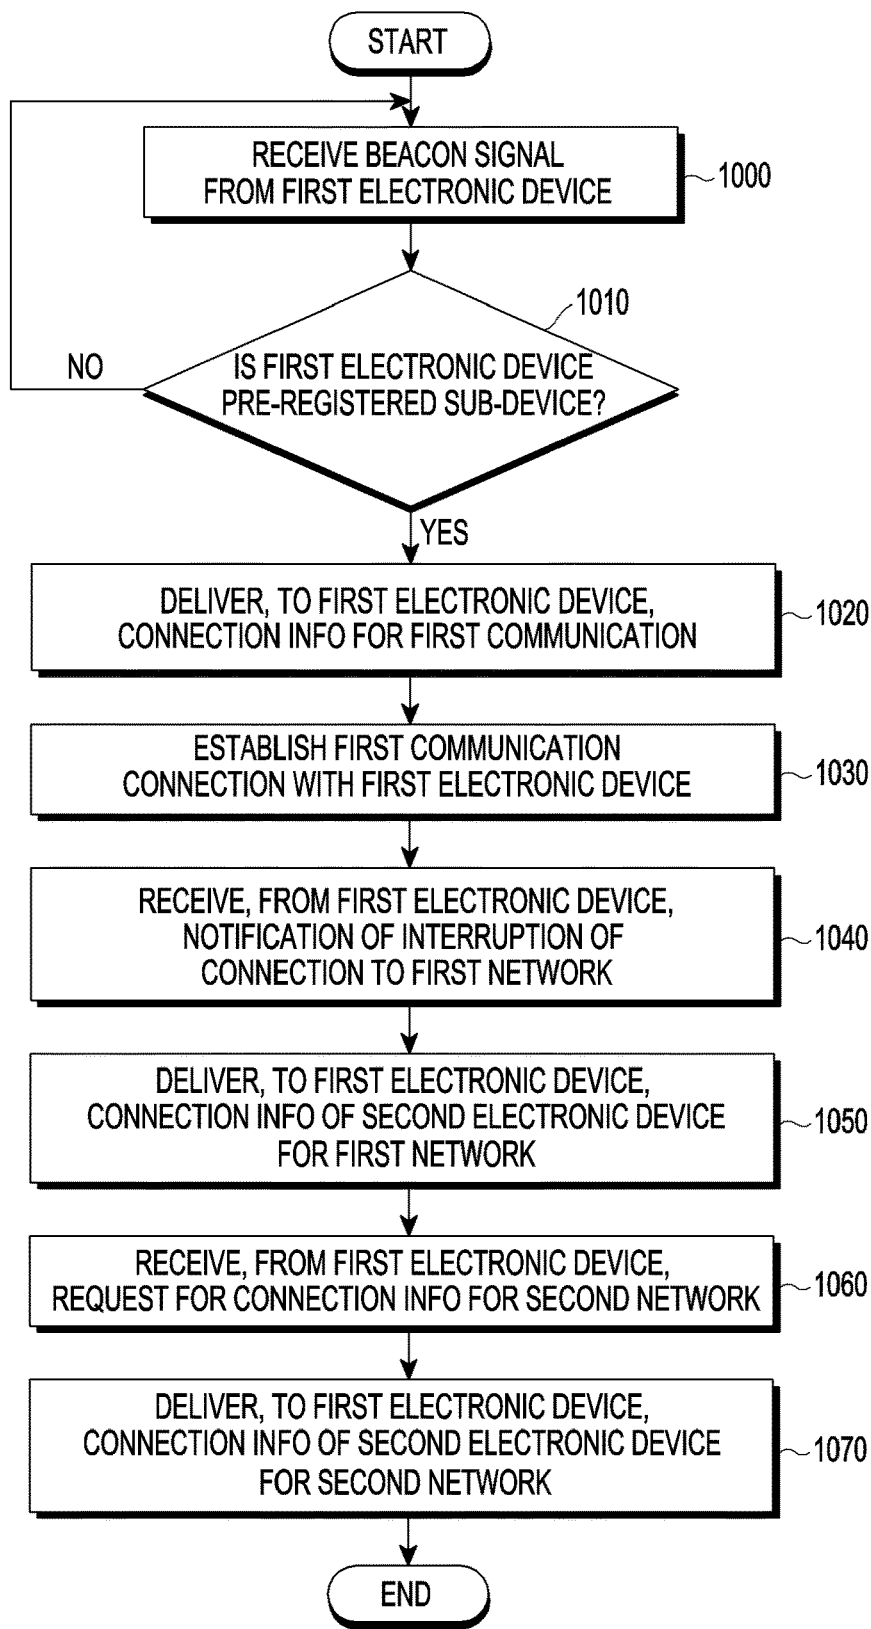 START
RECEIVE BEACON SIGNAL
FROM FIRST ELECTRONIC DEVICE
1000
1010
IS FIRST ELECTRONIC DEVICE
PRE-REGISTERED SUB-DEVICE?
NO
YES
DELIVER, TO FIRST ELECTRONIC DEVICE,
CONNECTION INFO FOR FIRST COMMUNICATION
1020
ESTABLISH FIRST COMMUNICATION
CONNECTION WITH FIRST ELECTRONIC DEVICE
1030
RECEIVE, FROM FIRST ELECTRONIC DEVICE,
NOTIFICATION OF INTERRUPTION OF
CONNECTION TO FIRST NETWORK
1040
DELIVER, TO FIRST ELECTRONIC DEVICE,
CONNECTION INFO OF SECOND ELECTRONIC DEVICE
FOR FIRST NETWORK
1050
RECEIVE, FROM FIRST ELECTRONIC DEVICE,
REQUEST FOR CONNECTION INFO FOR SECOND NETWORK
1060
DELIVER, TO FIRST ELECTRONIC DEVICE,
CONNECTION INFO OF SECOND ELECTRONIC DEVICE
FOR SECOND NETWORK
1070
END